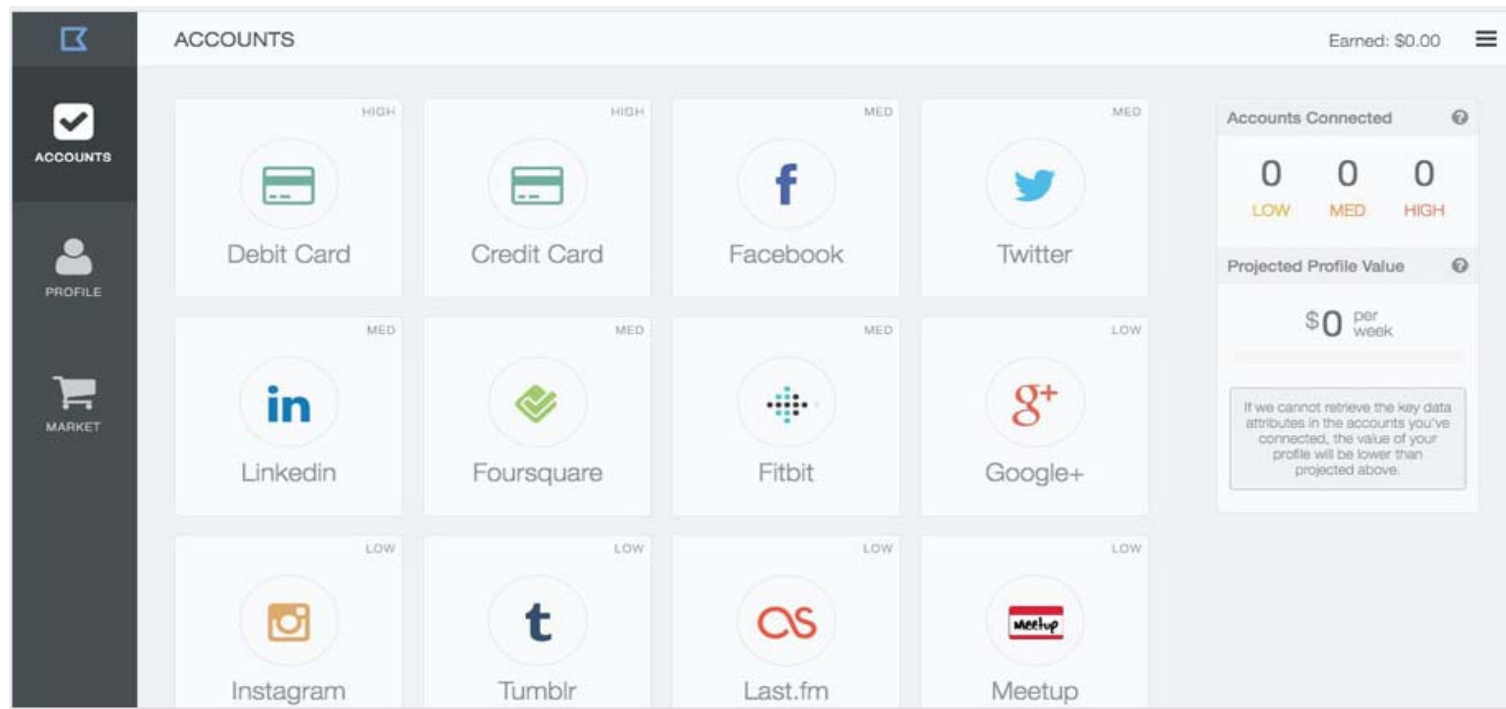 ACCOUNTS
Earned: $0.00
ACCOUNTS
PROFILE
MARKET
HIGH
Debit Card
HIGH
Credit Card
MED
f
Facebook
MED
Twitter
MED
in
Linkedin
MED
Foursquare
MED
Fitbit
LOW
g+
Google+
LOW
Instagram
LOW
t
Tumblr
LOW
as
Last.fm
LOW
Meetup
Meetup
Accounts Connected ?
0 0 0
LOW MED HIGH
Projected Profile Value ?
$0 per
week
If we cannot retrieve the key data
attributes in the accounts you've
connected, the value of your
profile will be lower than
projected above.